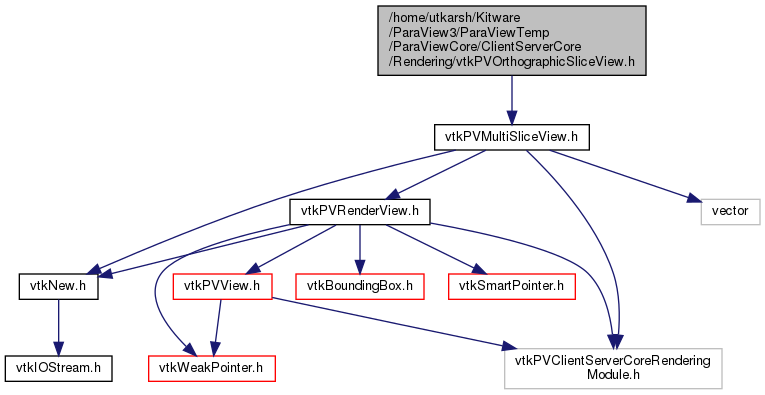 /home/utkarsh/Kitware
/ParaView3/ParaViewTemp
/ParaViewCore/ClientServerCore
/Rendering/vtkPVOrthographicSliceView.h
vtkPVMultiSliceView.h
vtkPVRenderView.h
vector
vtkNew.h
vtkPVView.h
vtkBoundingBox.h
vtkSmartPointer.h
vtkIOStream.h
vtkWeakPointer.h
vtkPVClientServerCoreRendering
Module.h